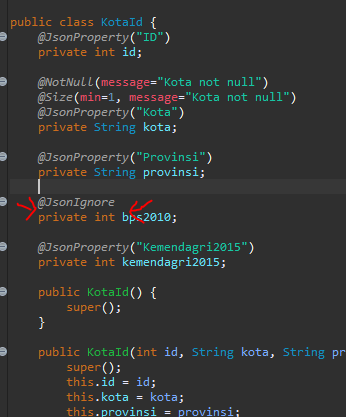 public class KotaId {
@JsonProperty("ID")
private int id;
@NotNull(message="Kota not null")
@Size(min=1, message="Kota not null")
@JsonProperty("Kota")
private String kota;
@JsonProperty("Provinsi")
private String provinsi;
@JsonIgnore
private int bps2010;
@JsonProperty("Kemendagri2015")
private int kemendagri2015;
public KotaId() {
super();
}
public KotaId(int id, String kota, String pr
super();
this.id = id;
this.kota = kota;
this.provinsi = provinsi;